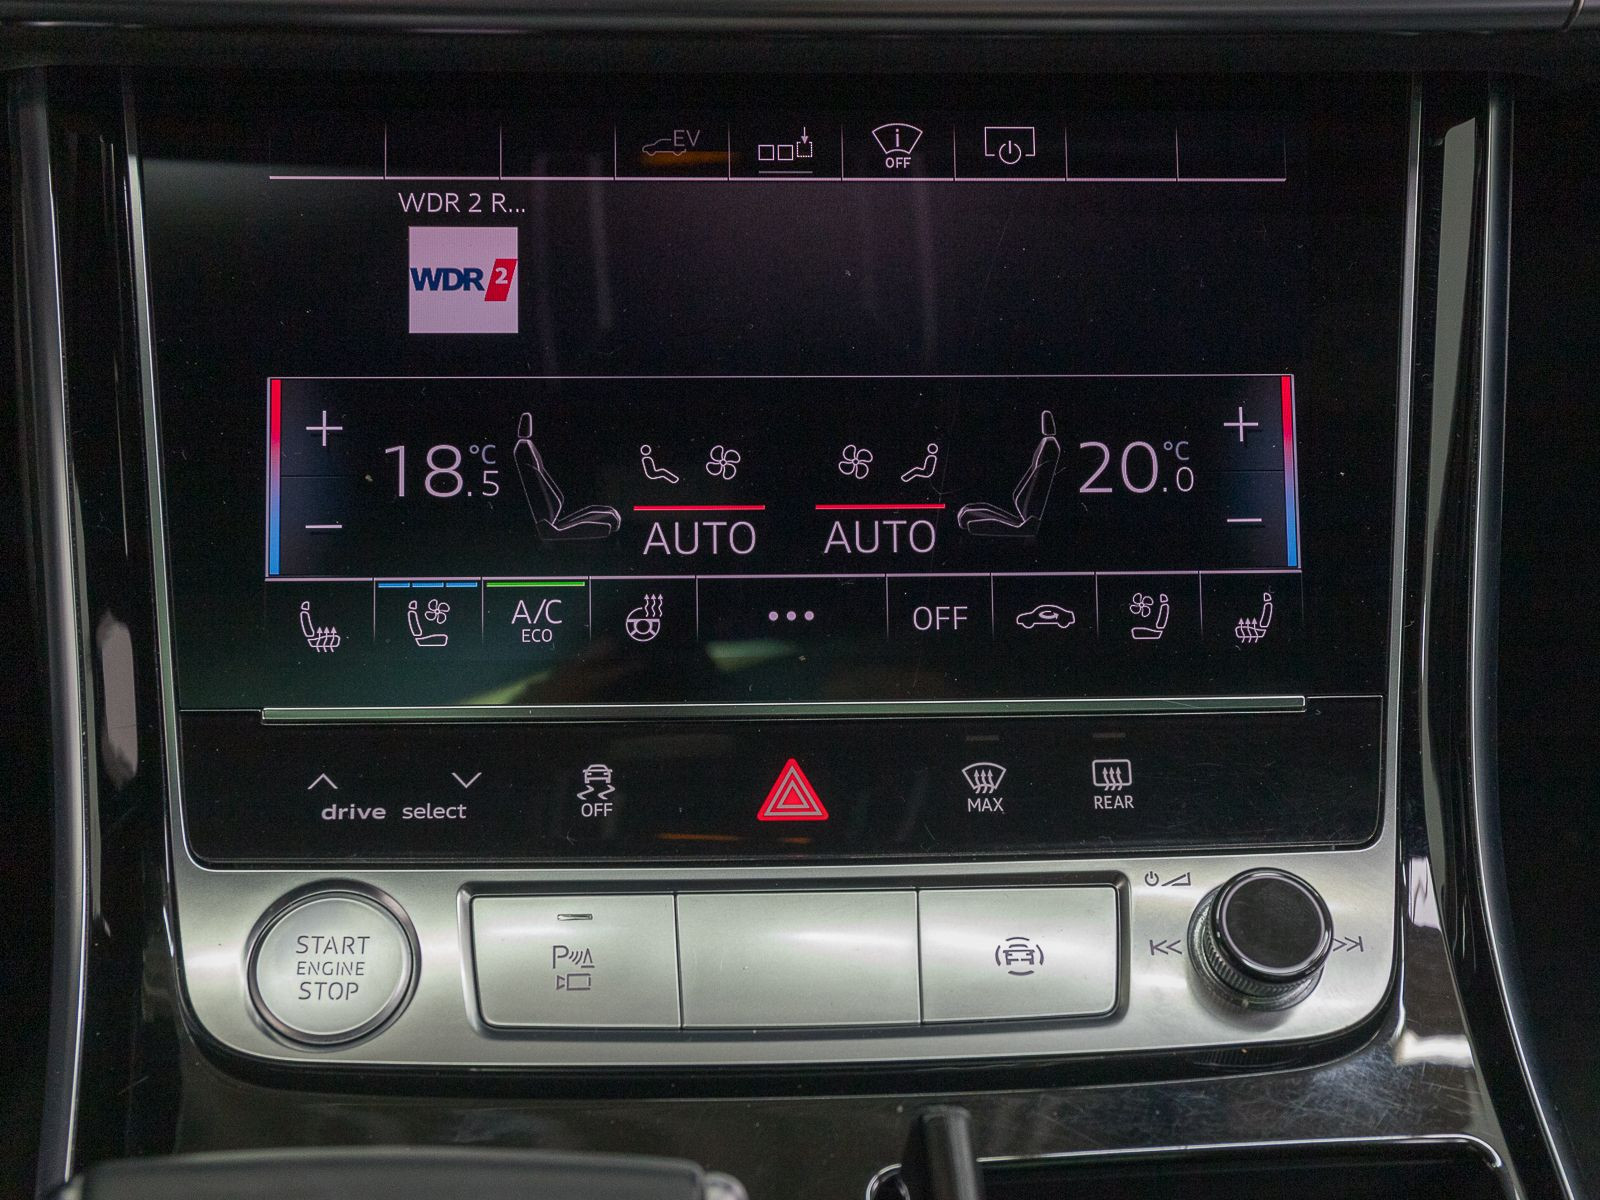 EV
OFF
WDR 2 R...
WDR 2
18.5 °C
20.0 °C
AUTO AUTO
A/C
ECO
OFF
drive select
OFF
MAX
REAR
START
ENGINE
STOP
P